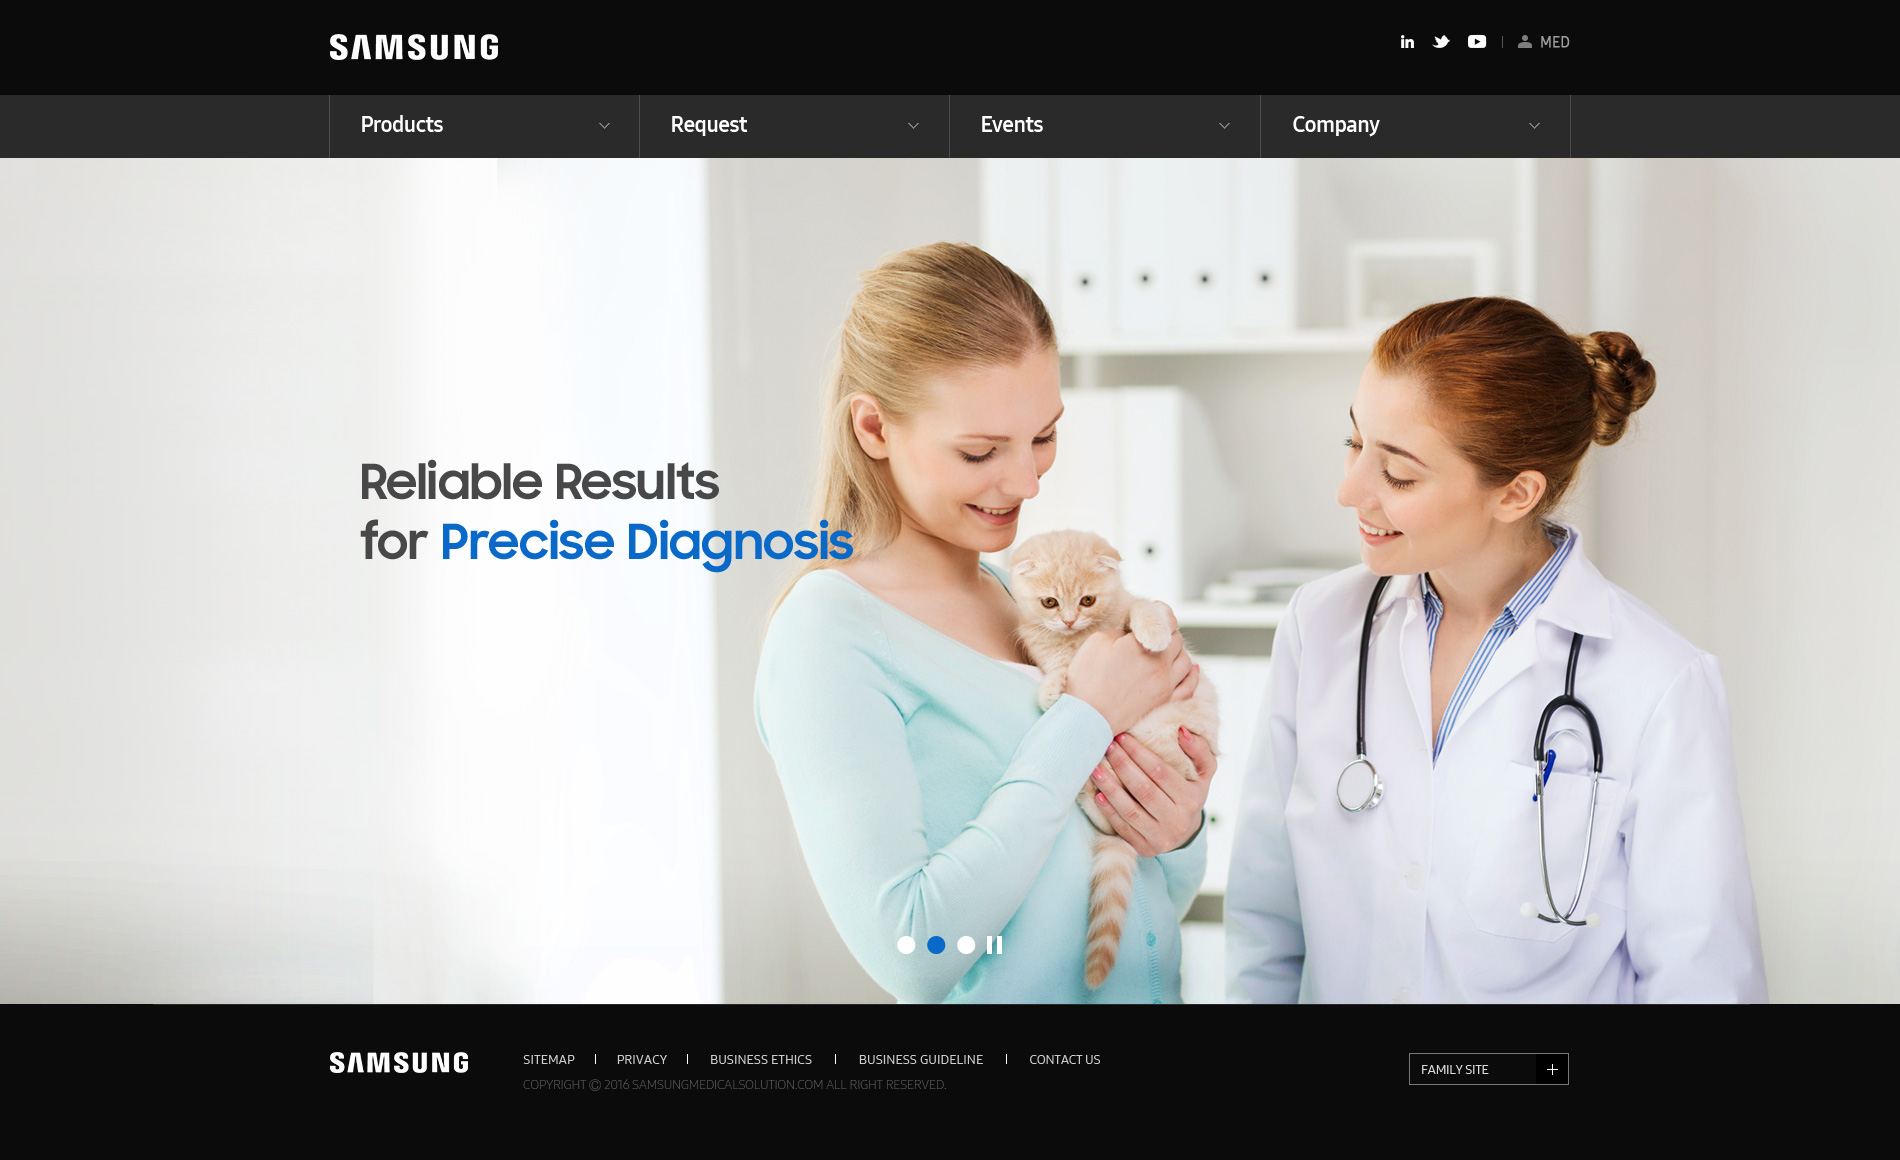 SAMSUNG
in
MED
Products
Request
Events
Company
Reliable Results
for Precise Diagnosis
SAMSUNG
SITEMAP
PRIVACY
BUSINESS ETHICS
BUSINESS GUIDELINE
CONTACT US
FAMILY SITE
COPYRIGHT © 2016 SAMSUNGMEDICALSOLUTION.COM ALL RIGHT RESERVED.